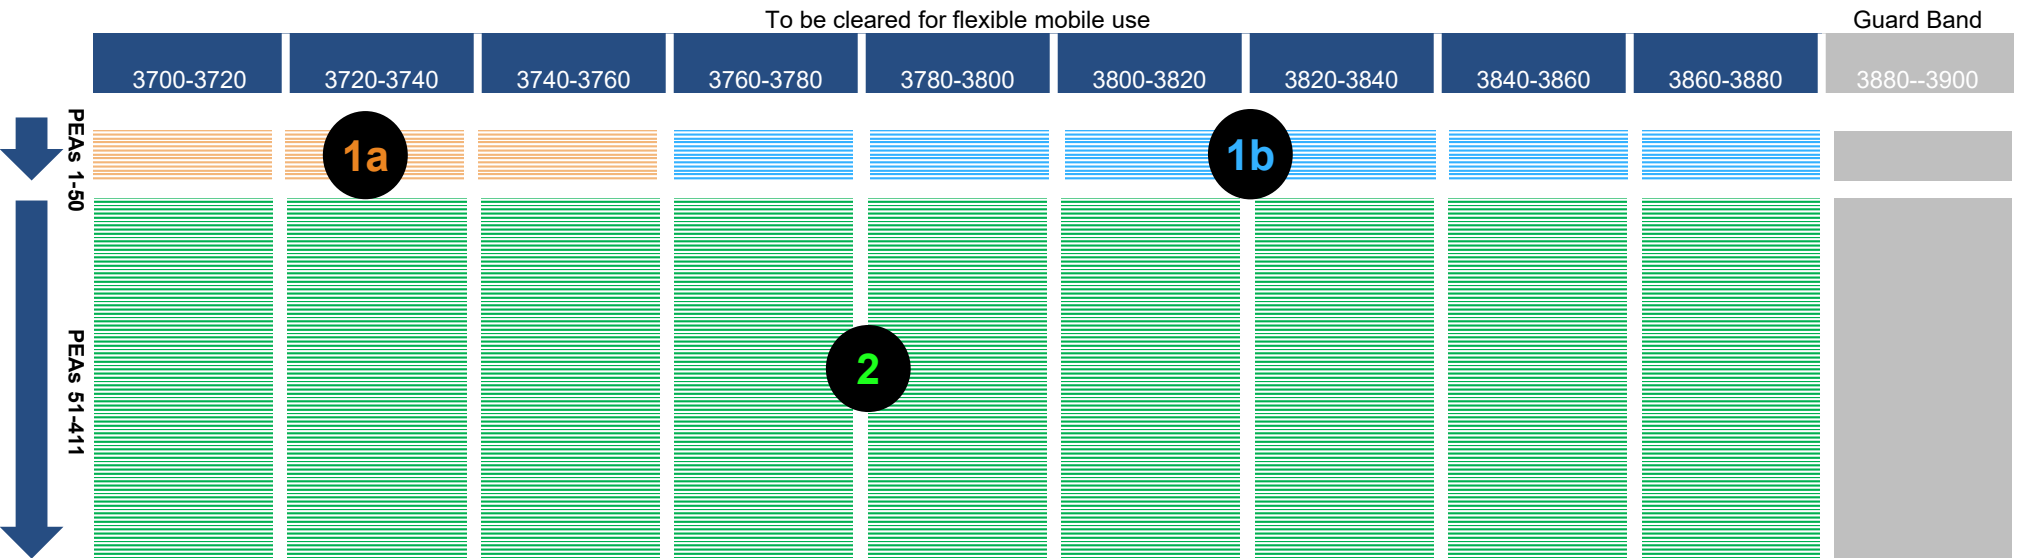 To be cleared for flexible mobile use
Guard Band
3700-3720
3720-3740
3740-3760
3760-3780
3780-3800
3800-3820
3820-3840
3840-3860
3860-3880
3880--3900
PEAs 1-50
1a
1b
PEAs 51-411
2